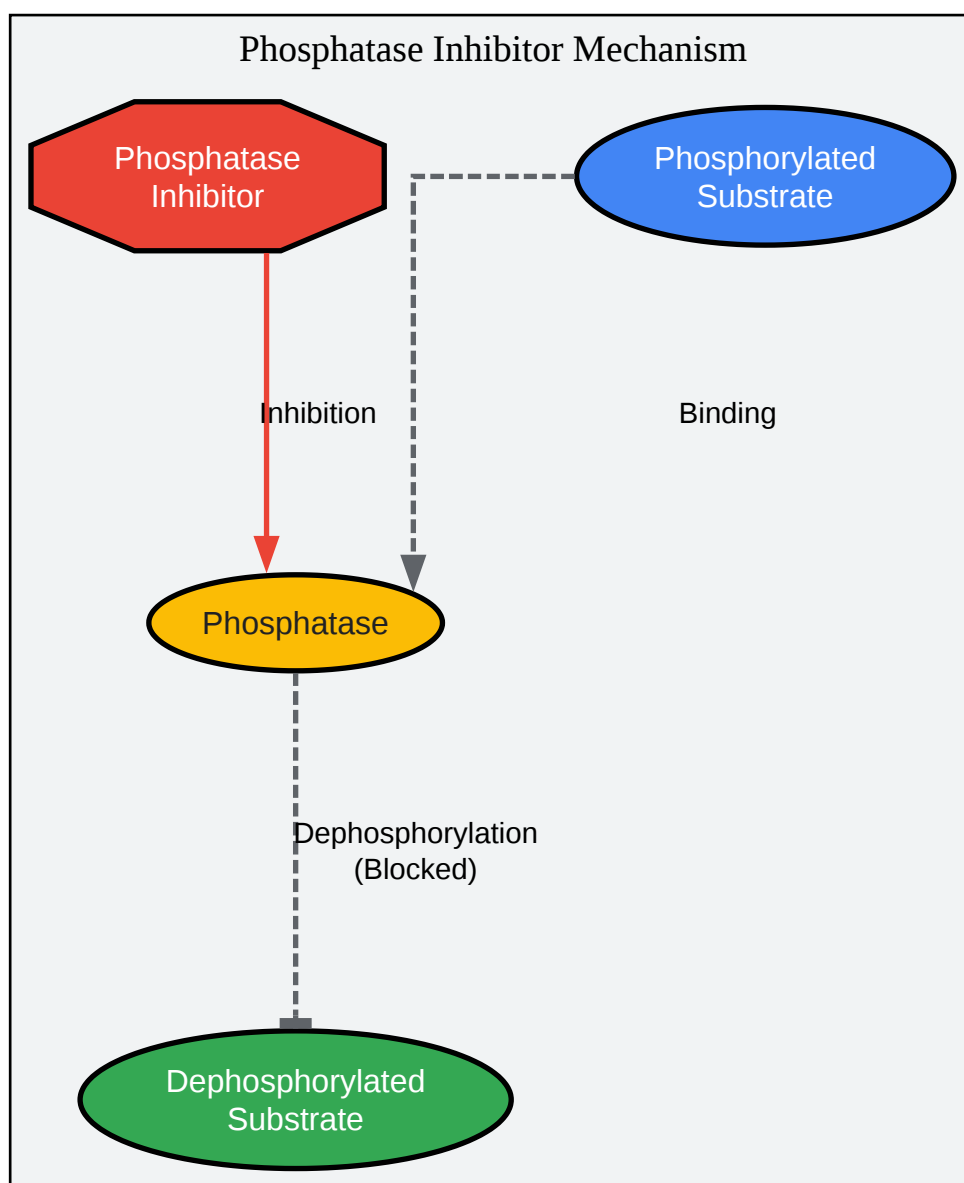 Phosphatase Inhibitor Mechanism
Phosphatase
Inhibitor
Phosphorylated
Substrate
Inhibition
Binding
Phosphatase
Dephosphorylation
(Blocked)
Dephosphorylated
Substrate